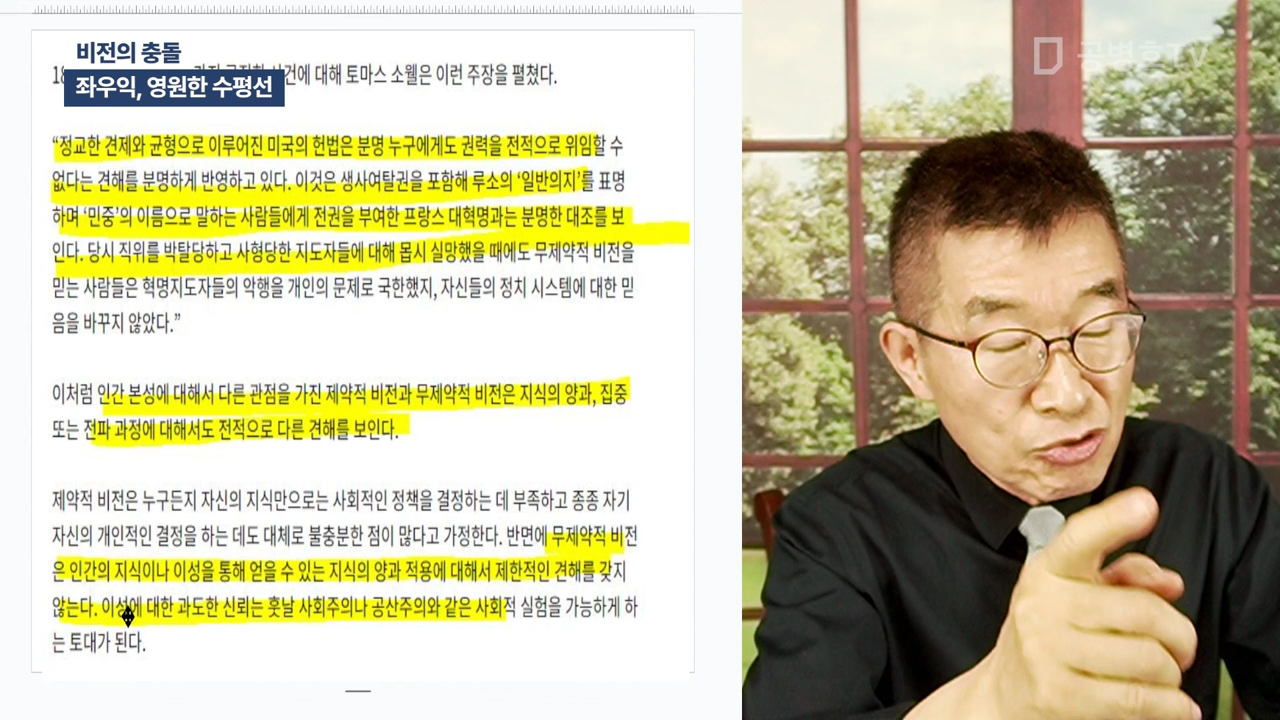 비전의 충돌
좌우익, 영원한 수평선
공병호TV
18 건에 대해 토마스 소웰은 이런 주장을 펼쳤다.
“정교한 견제와 균형으로 이루어진 미국의 헌법은 분명 누구에게도 권력을 전적으로 위임할 수
없다는 견해를 분명하게 반영하고 있다. 이것은 생사여탈권을 포함해 루소의 ‘일반의지’를 표명
하며 ‘민중’의 이름으로 말하는 사람들에게 전권을 부여한 프랑스 대혁명과는 분명한 대조를 보
인다. 당시 직위를 박탈당하고 사형당한 지도자들에 대해 몹시 실망했을 때에도 무제약적 비전을
믿는 사람들은 혁명지도자들의 악행을 개인의 문제로 국한했지, 자신들의 정치 시스템에 대한 믿
음을 바꾸지 않았다.”
이처럼 인간 본성에 대해서 다른 관점을 가진 제약적 비전과 무제약적 비전은 지식의 양과, 집중
또는 전파 과정에 대해서도 전적으로 다른 견해를 보인다.
제약적 비전은 누구든지 자신의 지식만으로는 사회적인 정책을 결정하는 데 부족하고 종종 자기
자신의 개인적인 결정을 하는 데도 대체로 불충분한 점이 많다고 가정한다. 반면에 무제약적 비전
은 인간의 지식이나 이성을 통해 얻을 수 있는 지식의 양과 적용에 대해서 제한적인 견해를 갖지
않는다. 이성에 대한 과도한 신뢰는 훗날 사회주의나 공산주의와 같은 사회적 실험을 가능하게 하
는 토대가 된다.